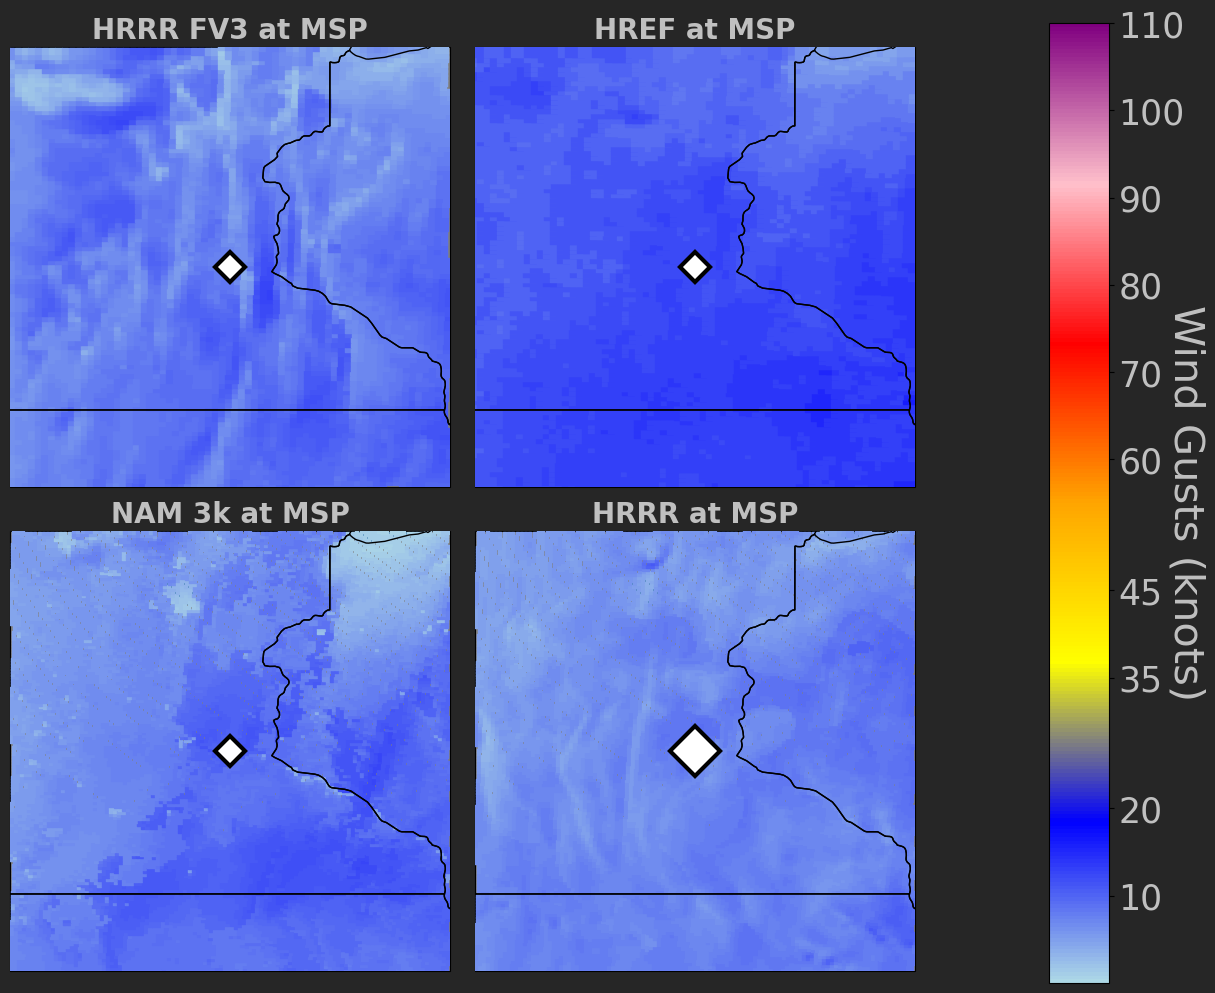 HRRR FV3 at MSP
HREF at MSP
NAM 3k at MSP
HRRR at MSP
110
100
90
80
70
60
45
35
20
10
Wind Gusts (knots)